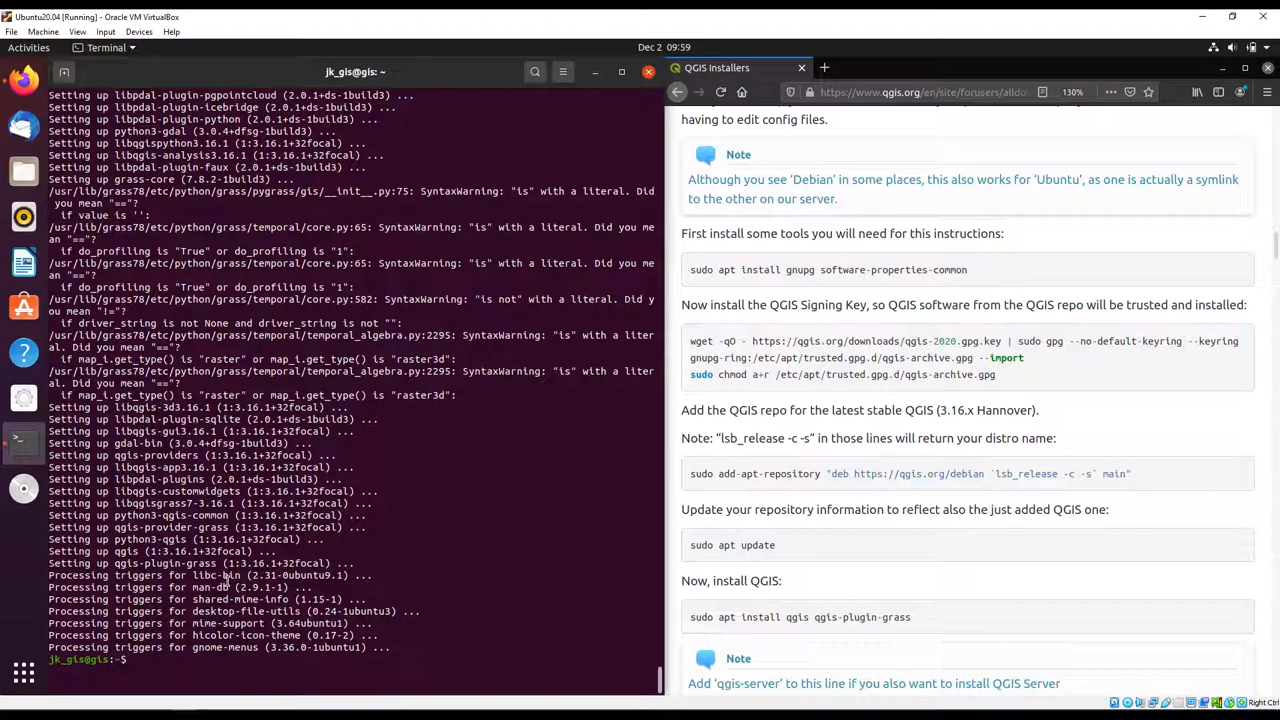 Ubuntu20.04 [Running] - Oracle VM VirtualBox
File Machine View Input Devices Help
Activities Terminal Dec 2 09:59
jk_gis@gis: ~
Setting up libpdal-plugin-pgpointcloud (2.0.1+ds-1build3) ...
Setting up libpdal-plugin-icebridge (2.0.1+ds-1build3) ...
Setting up libpdal-plugin-python (2.0.1+ds-1build3) ...
Setting up python3-gdal (3.0.4+dfsg-1build3) ...
Setting up libqgispython3.16.1 (1:3.16.1+32focal) ...
Setting up libqgis-analysis3.16.1 (1:3.16.1+32focal) ...
Setting up libpdal-plugin-faux (2.0.1+ds-1build3) ...
Setting up grass-core (7.8.2-1build3) ...
/usr/lib/grass78/etc/python/grass/pygrass/gis/__init__.py:75: SyntaxWarning: "is" with a literal. Did
 you mean "=="?
  if value is '':
/usr/lib/grass78/etc/python/grass/temporal/core.py:65: SyntaxWarning: "is" with a literal. Did you me
an "=="?
  if do_profiling is "True" or do_profiling is "1":
/usr/lib/grass78/etc/python/grass/temporal/core.py:65: SyntaxWarning: "is" with a literal. Did you me
an "=="?
  if do_profiling is "True" or do_profiling is "1":
/usr/lib/grass78/etc/python/grass/temporal/core.py:582: SyntaxWarning: "is not" with a literal. Did y
ou mean "!="?
  if driver_string is not None and driver_string is not "":
/usr/lib/grass78/etc/python/grass/temporal/temporal_algebra.py:2295: SyntaxWarning: "is" with a liter
al. Did you mean "=="?
  if map_i.get_type() is "raster" or map_i.get_type() is "raster3d":
/usr/lib/grass78/etc/python/grass/temporal/temporal_algebra.py:2295: SyntaxWarning: "is" with a liter
al. Did you mean "=="?
  if map_i.get_type() is "raster" or map_i.get_type() is "raster3d":
Setting up libqgis-3d3.16.1 (1:3.16.1+32focal) ...
Setting up libpdal-plugin-sqlite (2.0.1+ds-1build3) ...
Setting up libqgis-gui3.16.1 (1:3.16.1+32focal) ...
Setting up gdal-bin (3.0.4+dfsg-1build3) ...
Setting up qgis-providers (1:3.16.1+32focal) ...
Setting up libqgis-app3.16.1 (1:3.16.1+32focal) ...
Setting up libpdal-plugins (2.0.1+ds-1build3) ...
Setting up libqgis-customwidgets (1:3.16.1+32focal) ...
Setting up libqgisgrass7-3.16.1 (1:3.16.1+32focal) ...
Setting up python3-qgis-common (1:3.16.1+32focal) ...
Setting up qgis-provider-grass (1:3.16.1+32focal) ...
Setting up python3-qgis (1:3.16.1+32focal) ...
Setting up qgis (1:3.16.1+32focal) ...
Setting up qgis-plugin-grass (1:3.16.1+32focal) ...
Processing triggers for libc-bin (2.31-0ubuntu9.1) ...
Processing triggers for man-db (2.9.1-1) ...
Processing triggers for shared-mime-info (1.15-1) ...
Processing triggers for desktop-file-utils (0.24-1ubuntu3) ...
Processing triggers for mime-support (3.64ubuntu1) ...
Processing triggers for hicolor-icon-theme (0.17-2) ...
Processing triggers for gnome-menus (3.36.0-1ubuntu1) ...
jk_gis@gis:~$
QGIS Installers
https://www.qgis.org/en/site/forusers/alldo 130%
having to edit config files.
Note
Although you see ‘Debian’ in some places, this also works for ‘Ubuntu’, as one is actually a symlink
to the other on our server.
First install some tools you will need for this instructions:
sudo apt install gnupg software-properties-common
Now install the QGIS Signing Key, so QGIS software from the QGIS repo will be trusted and installed:
wget -qO - https://qgis.org/downloads/qgis-2020.gpg.key | sudo gpg --no-default-keyring --keyring
gnupg-ring:/etc/apt/trusted.gpg.d/qgis-archive.gpg --import
sudo chmod a+r /etc/apt/trusted.gpg.d/qgis-archive.gpg
Add the QGIS repo for the latest stable QGIS (3.16.x Hannover).
Note: “lsb_release -c -s” in those lines will return your distro name:
sudo add-apt-repository "deb https://qgis.org/debian `lsb_release -c -s` main"
Update your repository information to reflect also the just added QGIS one:
sudo apt update
Now, install QGIS:
sudo apt install qgis qgis-plugin-grass
Note
Add ‘qgis-server’ to this line if you also want to install QGIS Server
Right Ctrl